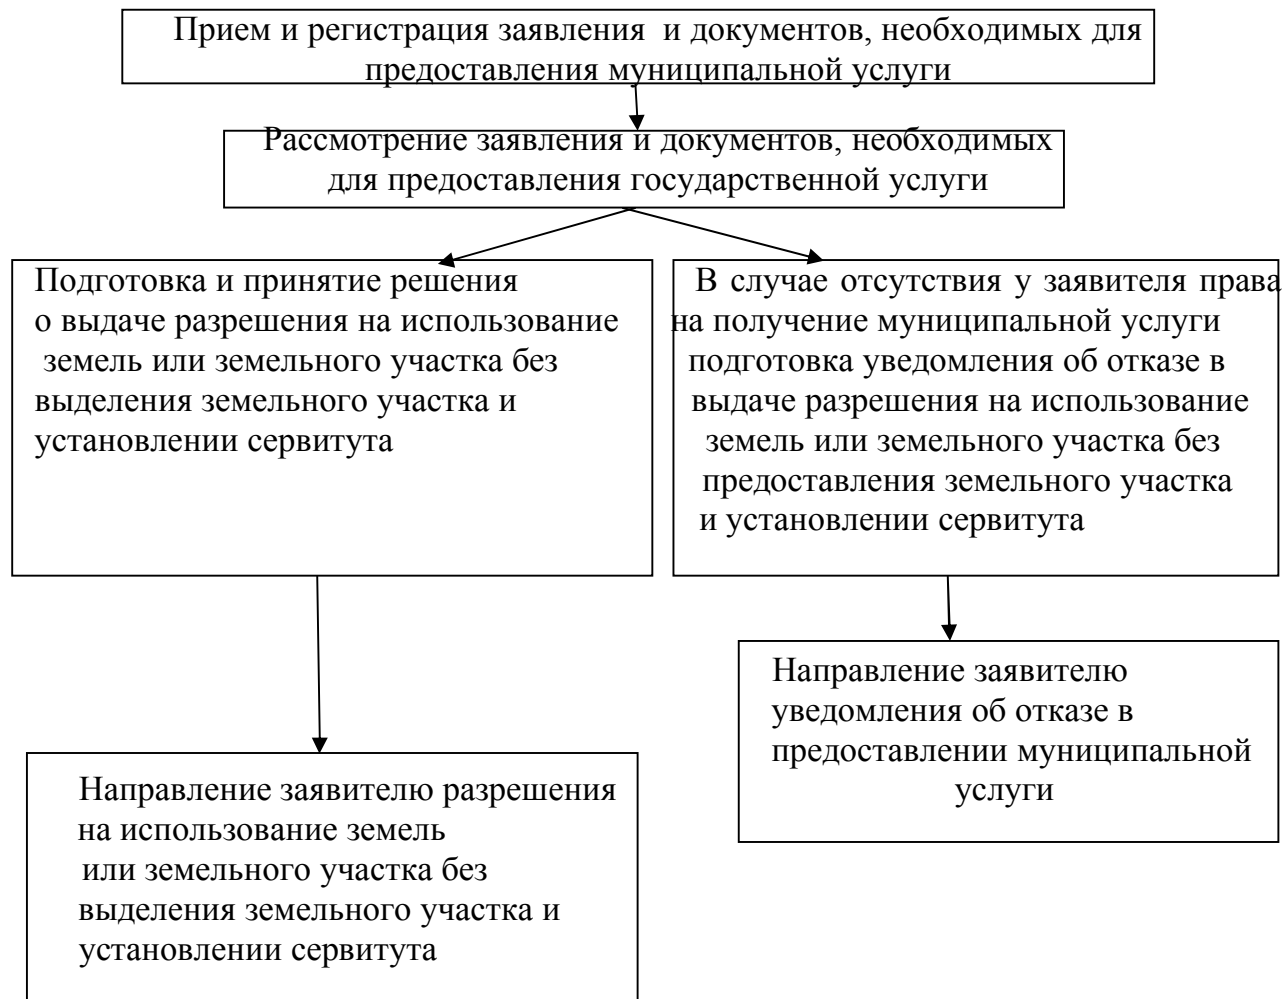 Прием и регистрация заявления и документов, необходимых для
предоставления муниципальной услуги
Рассмотрение заявления и документов, необходимых
для предоставления государственной услуги
Подготовка и принятие решения
о выдаче разрешения на использование
земель или земельного участка без
выделения земельного участка и
установлении сервитута
В случае отсутствия у заявителя права
на получение муниципальной услуги
подготовка уведомления об отказе в
выдаче разрешения на использование
земель или земельного участка без
предоставления земельного участка
и установлении сервитута
Направление заявителю
уведомления об отказе в
предоставлении муниципальной
услуги
Направление заявителю разрешения
на использование земель
или земельного участка без
выделения земельного участка и
установлении сервитута